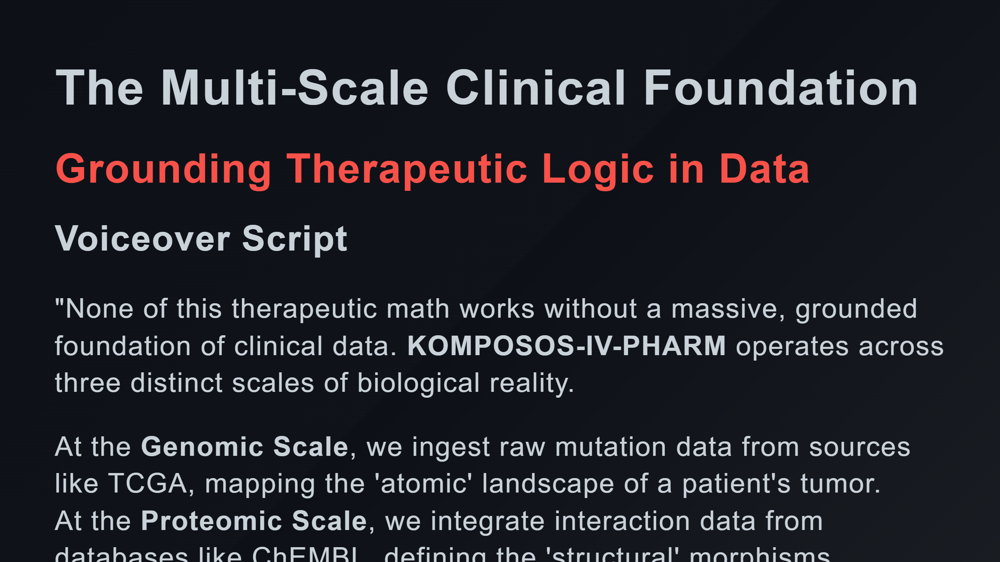 The Multi-Scale Clinical Foundation
Grounding Therapeutic Logic in Data
Voiceover Script
"None of this therapeutic math works without a massive, grounded
foundation of clinical data. KOMPOSOS-IV-PHARM operates across
three distinct scales of biological reality.
At the Genomic Scale, we ingest raw mutation data from sources
like TCGA, mapping the 'atomic' landscape of a patient's tumor.
At the Proteomic Scale, we integrate interaction data from
databases like ChEMBL, defining the 'structural' morphisms